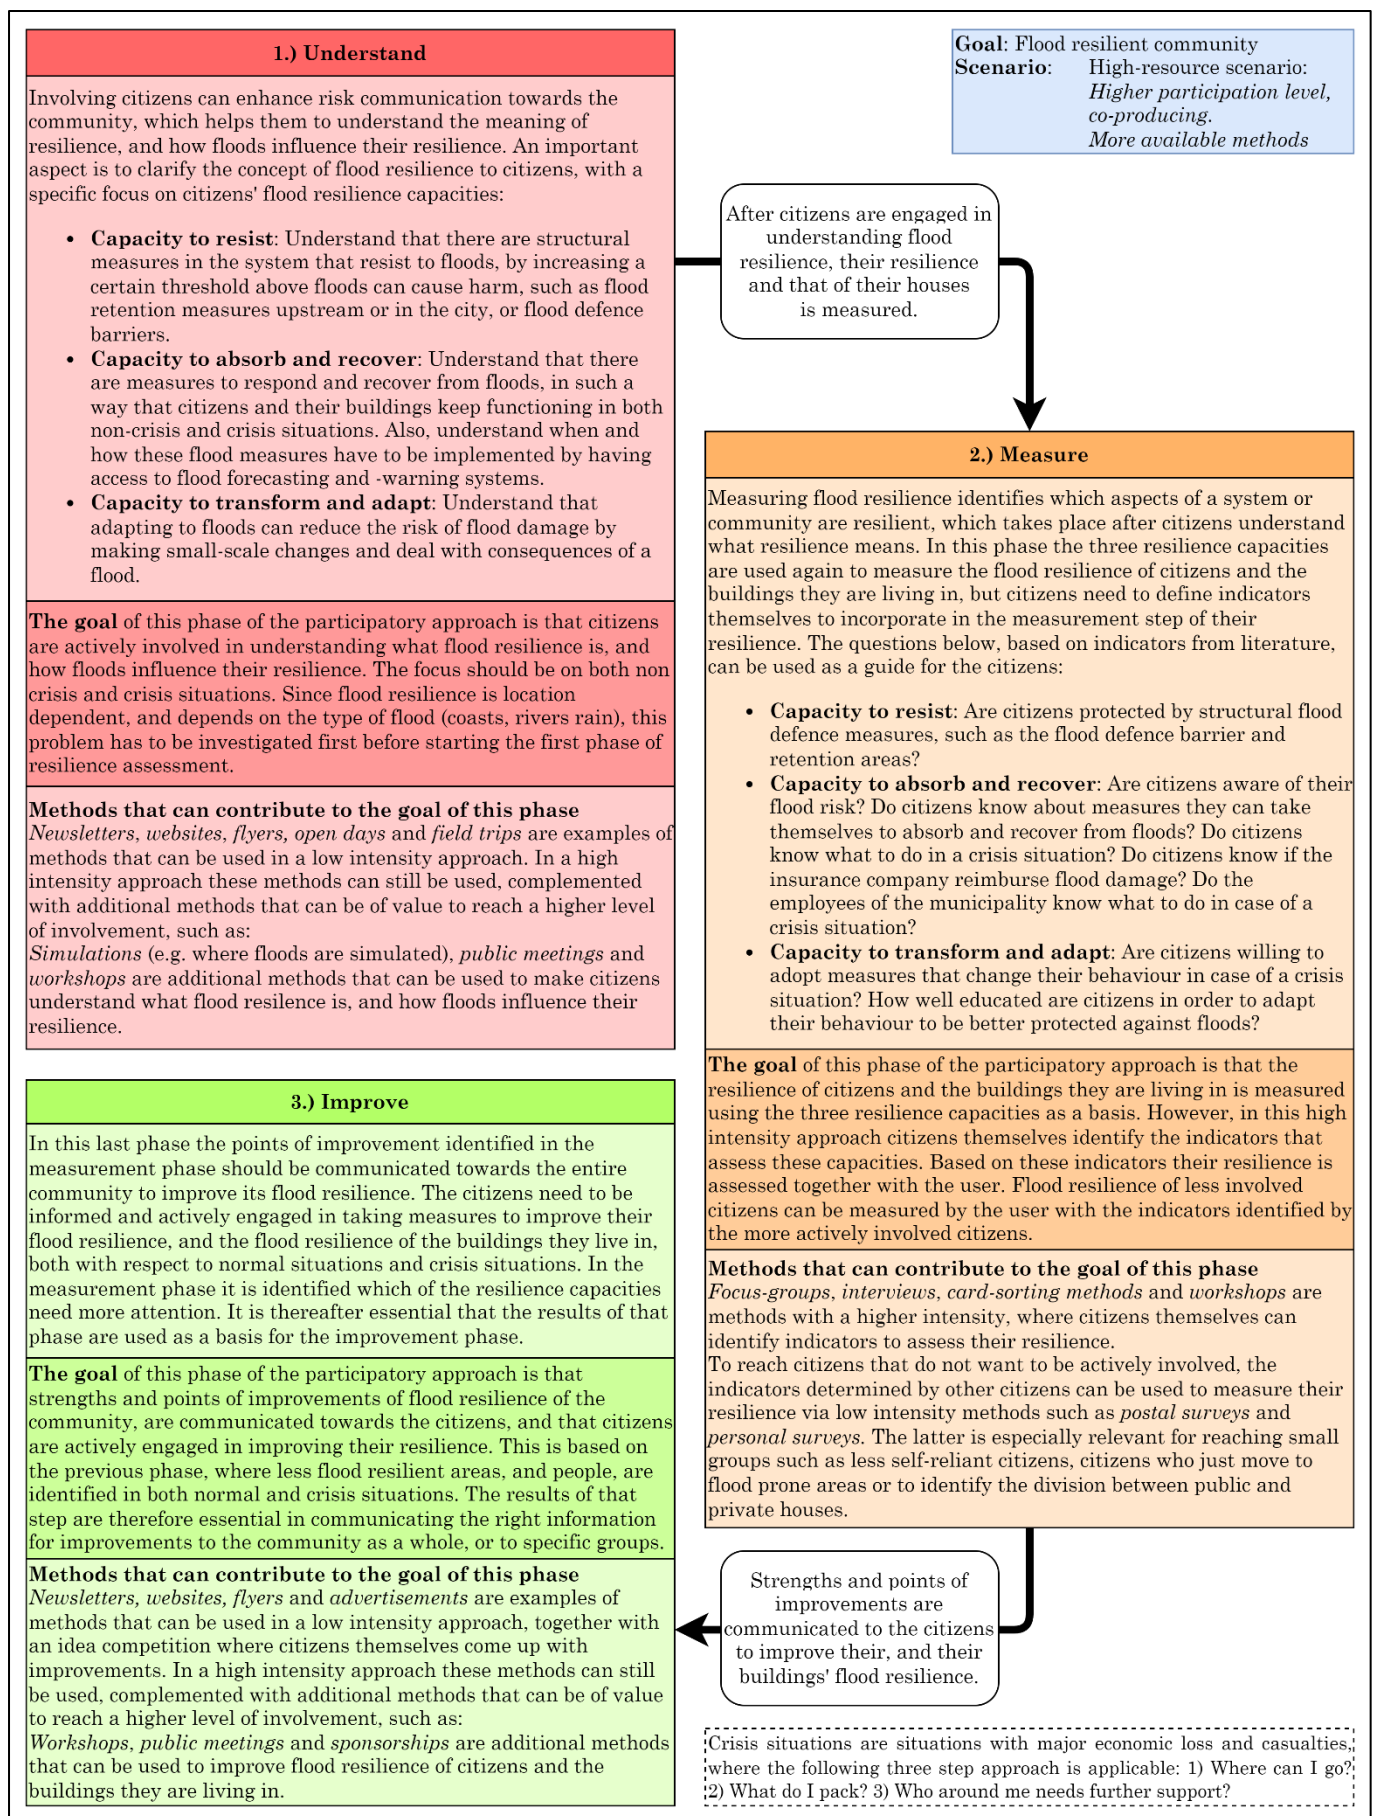 1.) Understand
Involving citizens can enhance risk communication towards the
community, which helps them to understand the meaning of
resilience, and how floods influence their resilience. An important
aspect is to clarify the concept of flood resilience to citizens, with a
specific focus on citizens' flood resilience capacities:
• Capacity to resist: Understand that there are structural
measures in the system that resist to floods, by increasing a
certain threshold above floods can cause harm, such as flood
retention measures upstream or in the city, or flood defence
barriers.
• Capacity to absorb and recover: Understand that there
are measures to respond and recover from floods, in such a
way that citizens and their buildings keep functioning in both
non-crisis and crisis situations. Also, understand when and
how these flood measures have to be implemented by having
access to flood forecasting and -warning systems.
• Capacity to transform and adapt: Understand that
adapting to floods can reduce the risk of flood damage by
making small-scale changes and deal with consequences of a
flood.
The goal of this phase of the participatory approach is that citizens
are actively involved in understanding what flood resilience is, and
how floods influence their resilience. The focus should be on both non
crisis and crisis situations. Since flood resilience is location
dependent, and depends on the type of flood (coasts, rivers rain), this
problem has to be investigated first before starting the first phase of
resilience assessment.
Methods that can contribute to the goal of this phase
Newsletters, websites, flyers, open days and field trips are examples of
methods that can be used in a low intensity approach. In a high
intensity approach these methods can still be used, complemented
with additional methods that can be of value to reach a higher level
of involvement, such as:
Simulations (e.g. where floods are simulated), public meetings and
workshops are additional methods that can be used to make citizens
understand what flood resilence is, and how floods influence their
resilience.
Goal: Flood resilient community
Scenario: High-resource scenario:
Higher participation level,
co-producing.
More available methods
After citizens are engaged in
understanding flood
resilience, their resilience
and that of their houses
is measured.
2.) Measure
Measuring flood resilience identifies which aspects of a system or
community are resilient, which takes place after citizens understand
what resilience means. In this phase the three resilience capacities
are used again to measure the flood resilience of citizens and the
buildings they are living in, but citizens need to define indicators
themselves to incorporate in the measurement step of their
resilience. The questions below, based on indicators from literature,
can be used as a guide for the citizens:
• Capacity to resist: Are citizens protected by structural flood
defence measures, such as the flood defence barrier and
retention areas?
• Capacity to absorb and recover: Are citizens aware of their
flood risk? Do citizens know about measures they can take
themselves to absorb and recover from floods? Do citizens
know what to do in a crisis situation? Do citizens know if the
insurance company reimburse flood damage? Do the
employees of the municipality know what to do in case of a
crisis situation?
• Capacity to transform and adapt: Are citizens willing to
adopt measures that change their behaviour in case of a crisis
situation? How well educated are citizens in order to adapt
their behaviour to be better protected against floods?
The goal of this phase of the participatory approach is that the
resilience of citizens and the buildings they are living in is measured
using the three resilience capacities as a basis. However, in this high
intensity approach citizens themselves identify the indicators that
assess these capacities. Based on these indicators their resilience is
assessed together with the user. Flood resilience of less involved
citizens can be measured by the user with the indicators identified by
the more actively involved citizens.
Methods that can contribute to the goal of this phase
Focus-groups, interviews, card-sorting methods and workshops are
methods with a higher intensity, where citizens themselves can
identify indicators to assess their resilience.
To reach citizens that do not want to be actively involved, the
indicators determined by other citizens can be used to measure their
resilience via low intensity methods such as postal surveys and
personal surveys. The latter is especially relevant for reaching small
groups such as less self-reliant citizens, citizens who just move to
flood prone areas or to identify the division between public and
private houses.
Strengths and points of
improvements are
communicated to the citizens
to improve their, and their
buildings' flood resilience.
3.) Improve
In this last phase the points of improvement identified in the
measurement phase should be communicated towards the entire
community to improve its flood resilience. The citizens need to be
informed and actively engaged in taking measures to improve their
flood resilience, and the flood resilience of the buildings they live in,
both with respect to normal situations and crisis situations. In the
measurement phase it is identified which of the resilience capacities
need more attention. It is thereafter essential that the results of that
phase are used as a basis for the improvement phase.
The goal of this phase of the participatory approach is that
strengths and points of improvements of flood resilience of the
community, are communicated towards the citizens, and that citizens
are actively engaged in improving their resilience. This is based on
the previous phase, where less flood resilient areas, and people, are
identified in both normal and crisis situations. The results of that
step are therefore essential in communicating the right information
for improvements to the community as a whole, or to specific groups.
Methods that can contribute to the goal of this phase
Newsletters, websites, flyers and advertisements are examples of
methods that can be used in a low intensity approach, together with
an idea competition where citizens themselves come up with
improvements. In a high intensity approach these methods can still
be used, complemented with additional methods that can be of value
to reach a higher level of involvement, such as:
Workshops, public meetings and sponsorships are additional methods
that can be used to improve flood resilience of citizens and the
buildings they are living in.
Crisis situations are situations with major economic loss and casualties,
where the following three step approach is applicable: 1) Where can I go?
2) What do I pack? 3) Who around me needs further support?